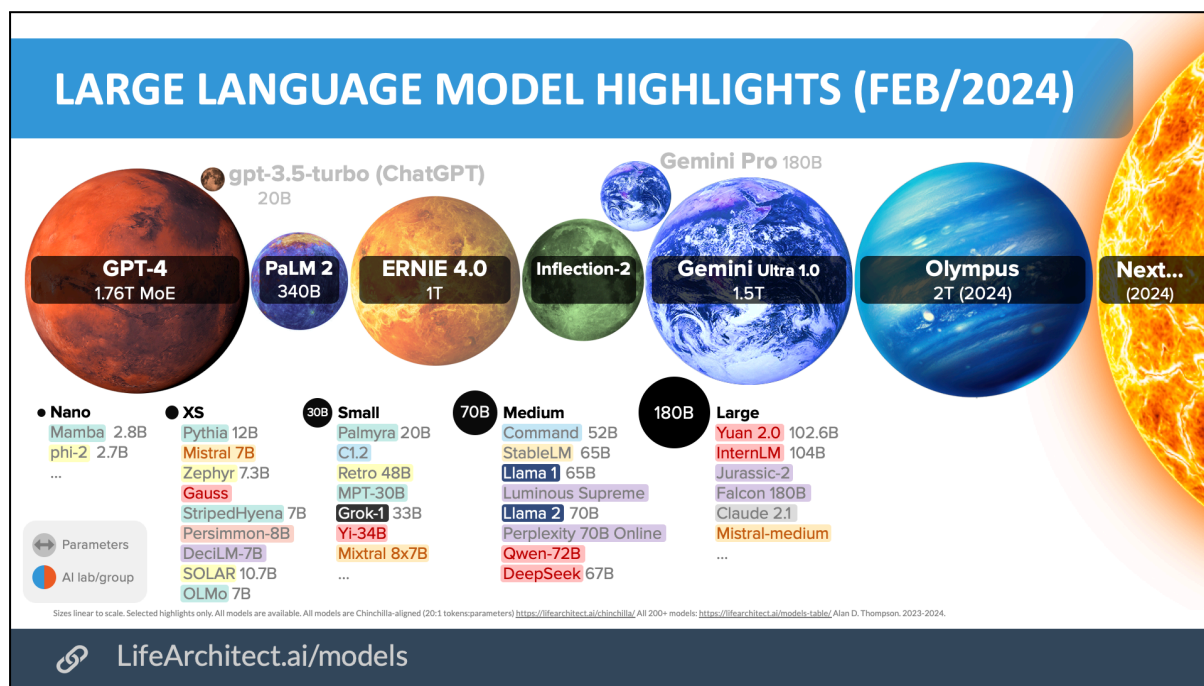 LARGE LANGUAGE MODEL HIGHLIGHTS (FEB/2024)
gpt-3.5-turbo (ChatGPT)
20B
Gemini Pro 180B
GPT-4
1.76T MoE
PaLM 2
340B
ERNIE 4.0
1T
Inflection-2
Gemini Ultra 1.0
1.5T
Olympus
2T (2024)
Next...
(2024)
Nano
Mamba 2.8B
phi-2 2.7B
...
XS
Pythia 12B
Mistral 7B
Zephyr 7.3B
Gauss
StripedHyena 7B
Persimmon-8B
DeciLM-7B
SOLAR 10.7B
OLMo 7B
30B Small
Palmyra 20B
C1.2
Retro 48B
MPT-30B
Grok-1 33B
Yi-34B
Mixtral 8x7B
...
70B Medium
Command 52B
StableLM 65B
Llama 1 65B
Luminous Supreme
Llama 2 70B
Perplexity 70B Online
Qwen-72B
DeepSeek 67B
180B Large
Yuan 2.0 102.6B
InternLM 104B
Jurassic-2
Falcon 180B
Claude 2.1
Mistral-medium
...
Parameters
AI lab/group
Sizes linear to scale. Selected highlights only. All models are available. All models are Chinchilla-aligned (20:1 tokens:parameters) https://lifearchitect.ai/chinchilla/ All 200+ models: https://lifearchitect.ai/models-table/ Alan D. Thompson. 2023-2024.
LifeArchitect.ai/models